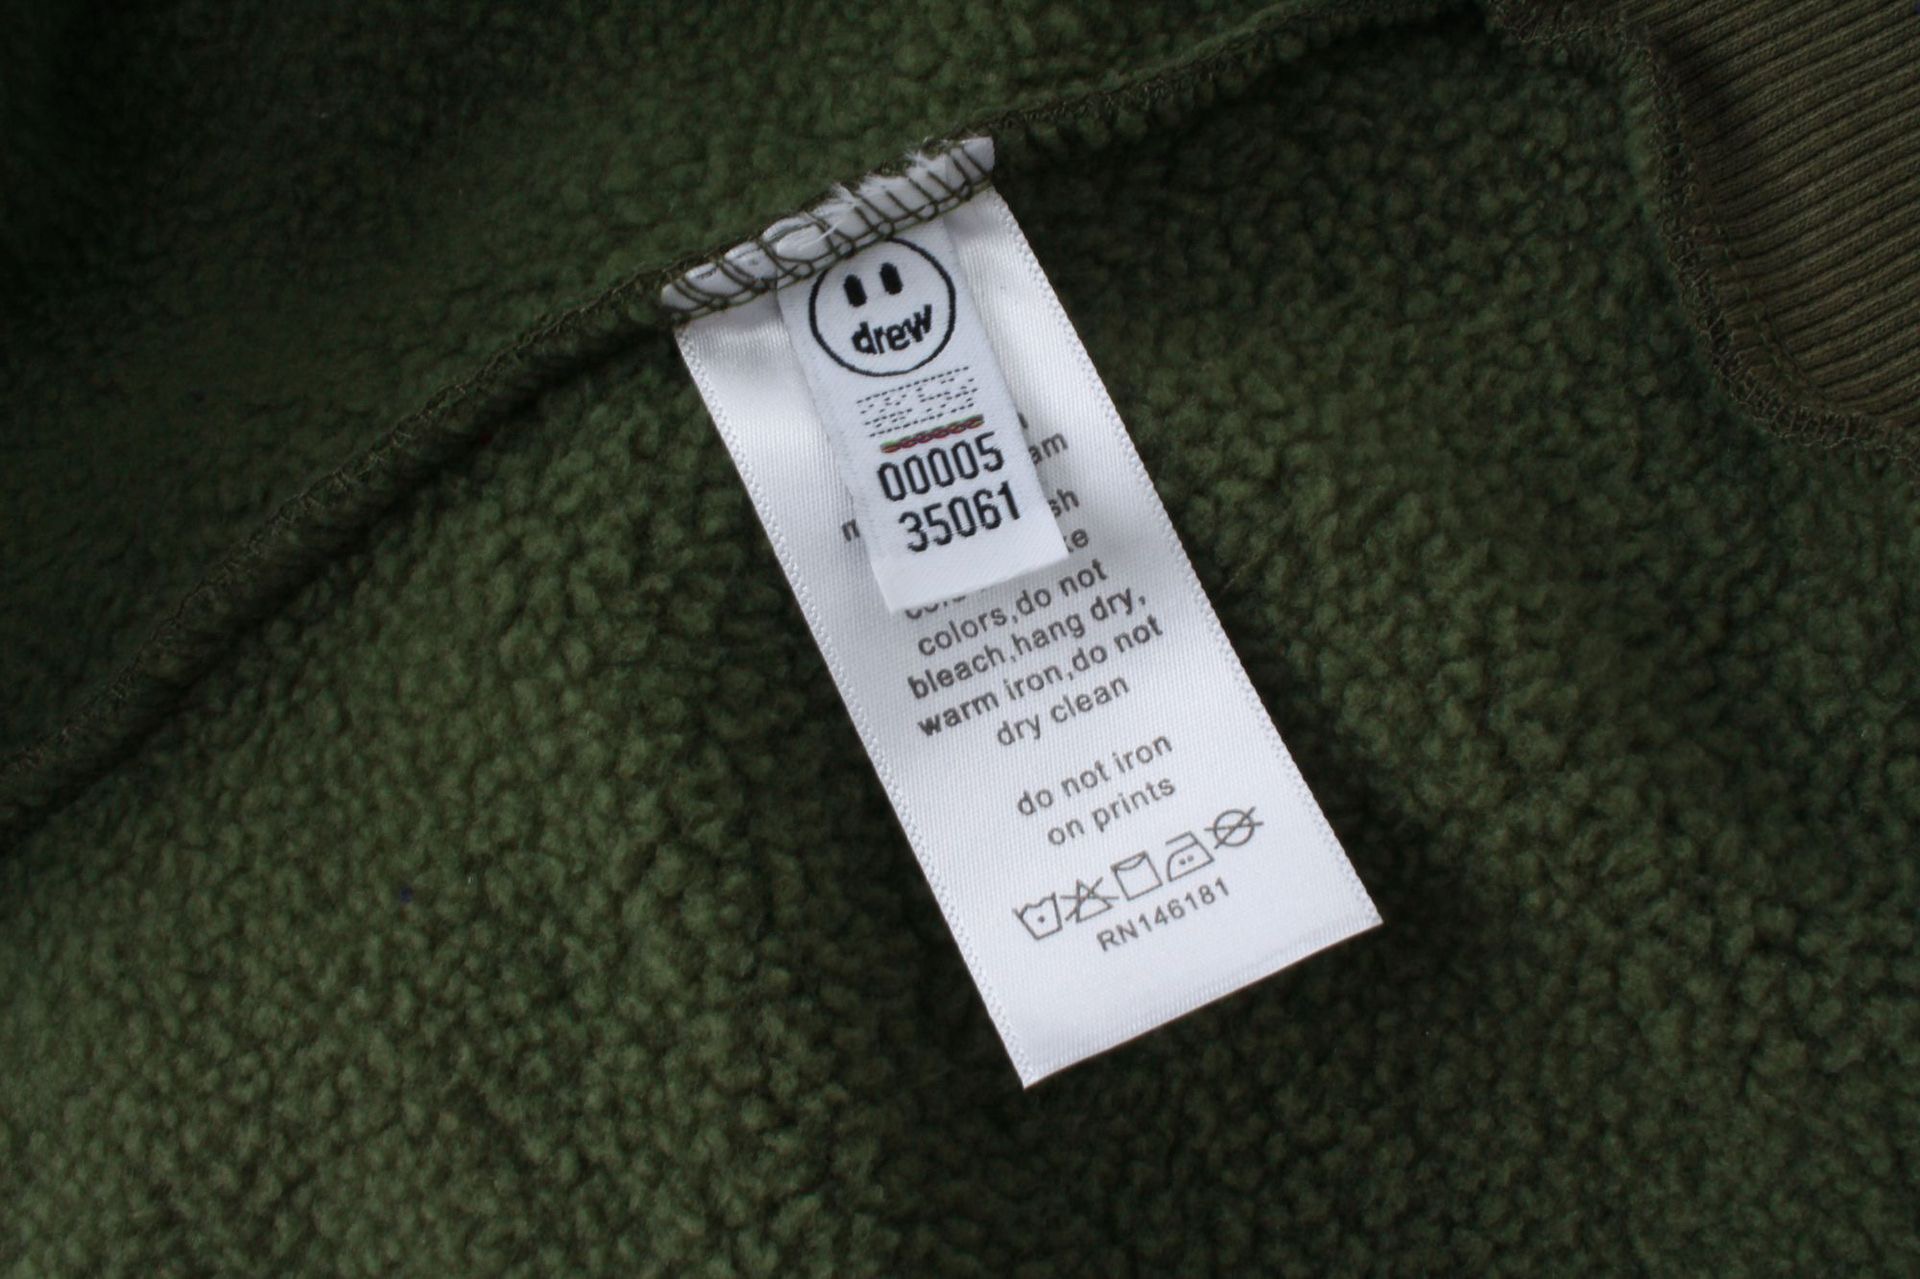 drew
00005
35061
colors,do not
bleach,hang dry,
warm iron,do not
dry clean
do not iron
on prints
RN146181